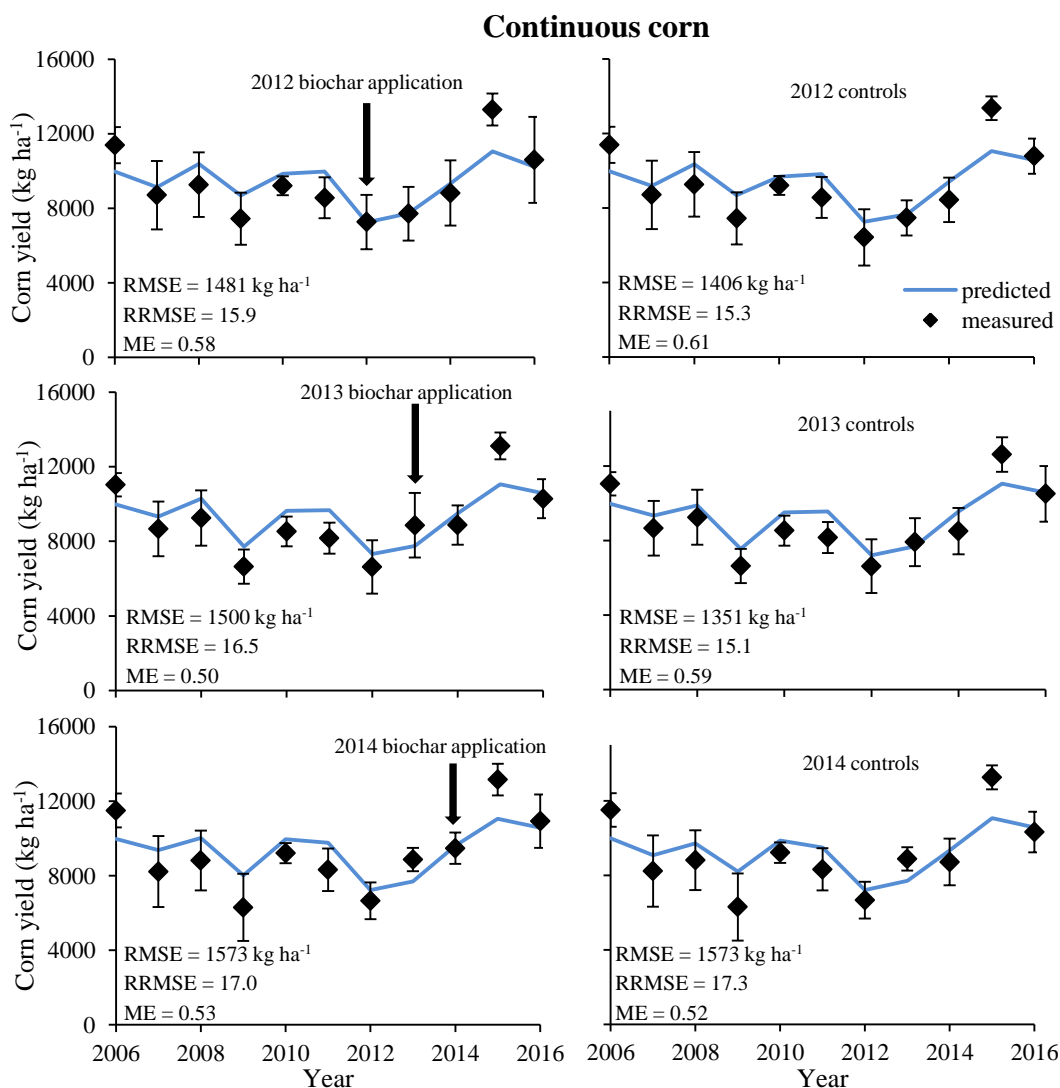 Continuous corn
Corn yield (kg ha⁻¹)
16000
12000
8000
4000
0
2012 biochar application
RMSE = 1481 kg ha⁻¹
RRMSE = 15.9
ME = 0.58
2012 controls
RMSE = 1406 kg ha⁻¹
RRMSE = 15.3
ME = 0.61
predicted
measured
Corn yield (kg ha⁻¹)
16000
12000
8000
4000
0
2013 biochar application
RMSE = 1500 kg ha⁻¹
RRMSE = 16.5
ME = 0.50
2013 controls
RMSE = 1351 kg ha⁻¹
RRMSE = 15.1
ME = 0.59
Corn yield (kg ha⁻¹)
16000
12000
8000
4000
0
2014 biochar application
RMSE = 1573 kg ha⁻¹
RRMSE = 17.0
ME = 0.53
2006 2008 2010 2012 2014 2016
Year
2014 controls
RMSE = 1573 kg ha⁻¹
RRMSE = 17.3
ME = 0.52
2006 2008 2010 2012 2014 2016
Year